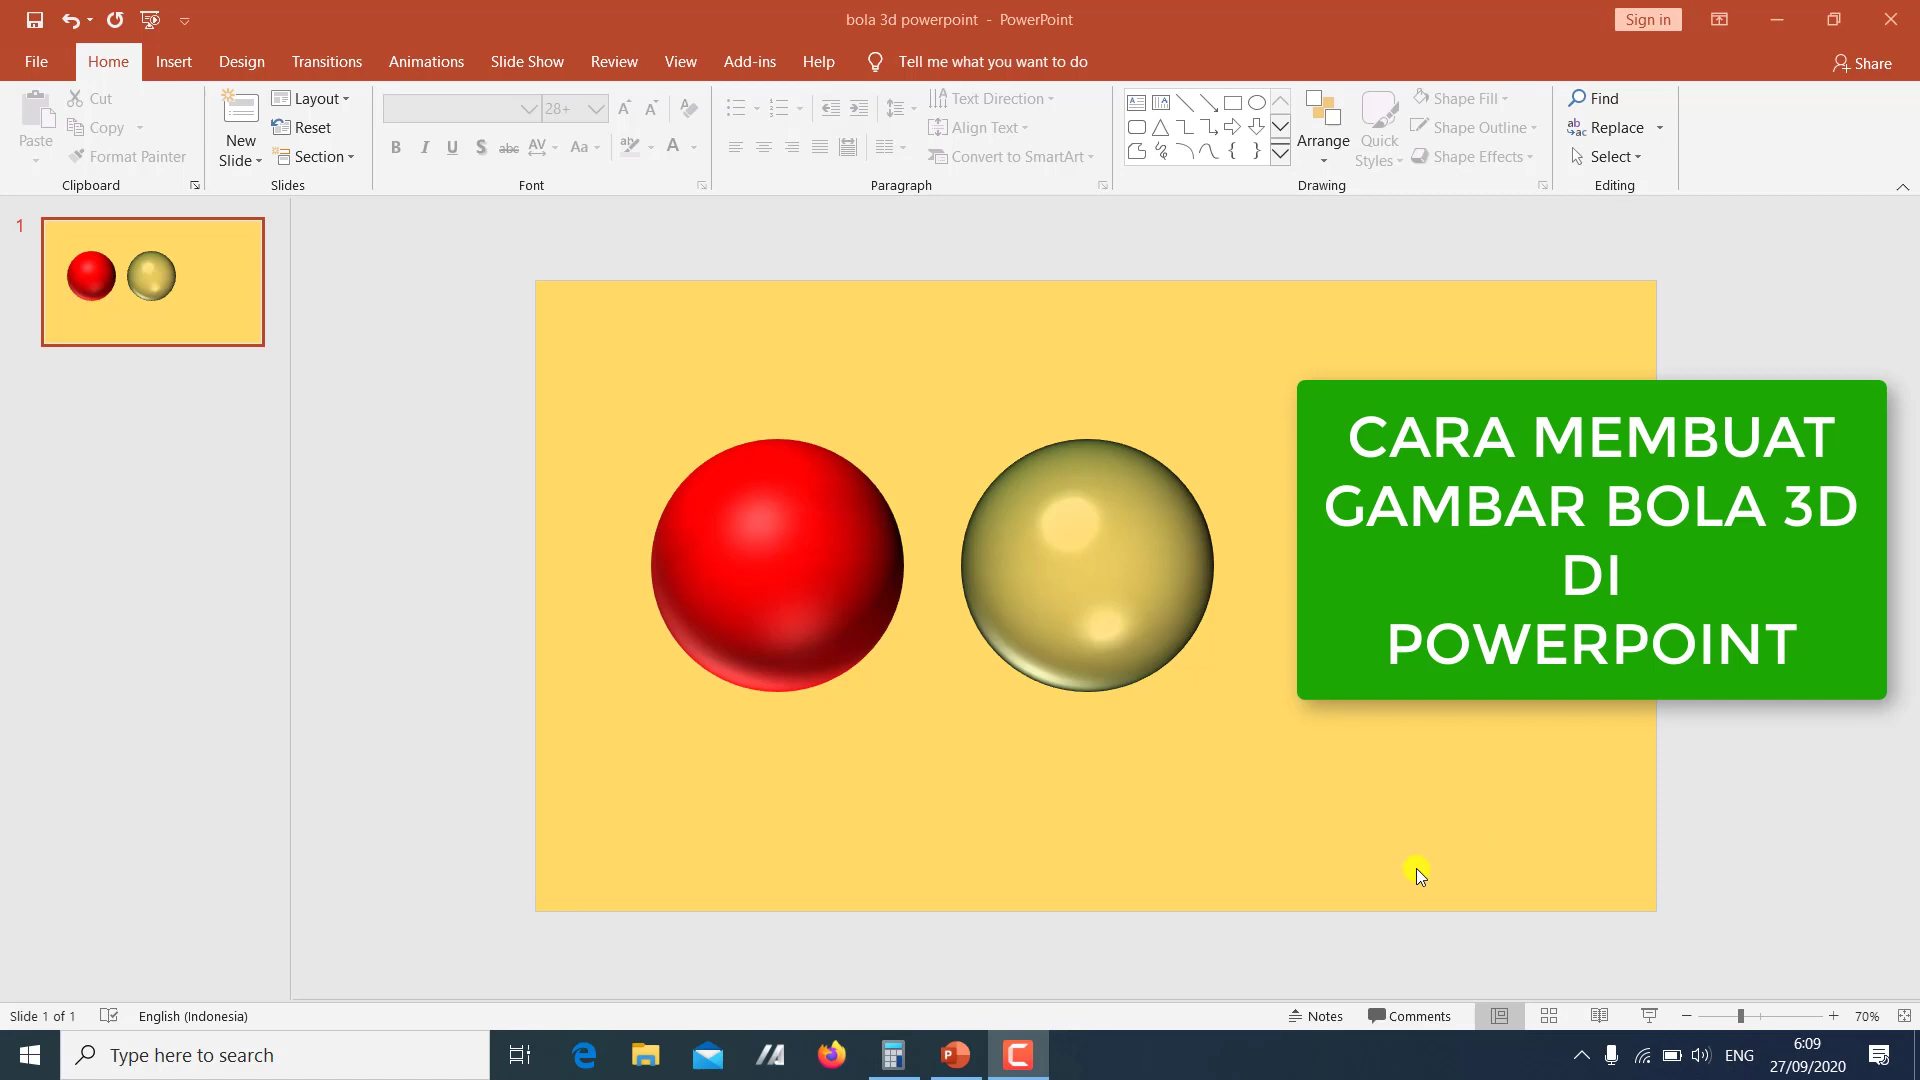 bola 3d powerpoint - PowerPoint
Sign in
File Home Insert Design Transitions Animations Slide Show Review View Add-ins Help Tell me what you want to do Share
Paste
Cut
Copy
Format Painter
Clipboard
New Slide
Layout
Reset
Section
Slides
28+
B I U S abc AV Aa A
Font
Text Direction
Align Text
Convert to SmartArt
Paragraph
Arrange
Quick Styles
Shape Fill
Shape Outline
Shape Effects
Drawing
Find
Replace
Select
Editing
1
CARA MEMBUAT
GAMBAR BOLA 3D
DI
POWERPOINT
Slide 1 of 1 English (Indonesia) Notes Comments 70%
Type here to search
ENG
6:09
27/09/2020